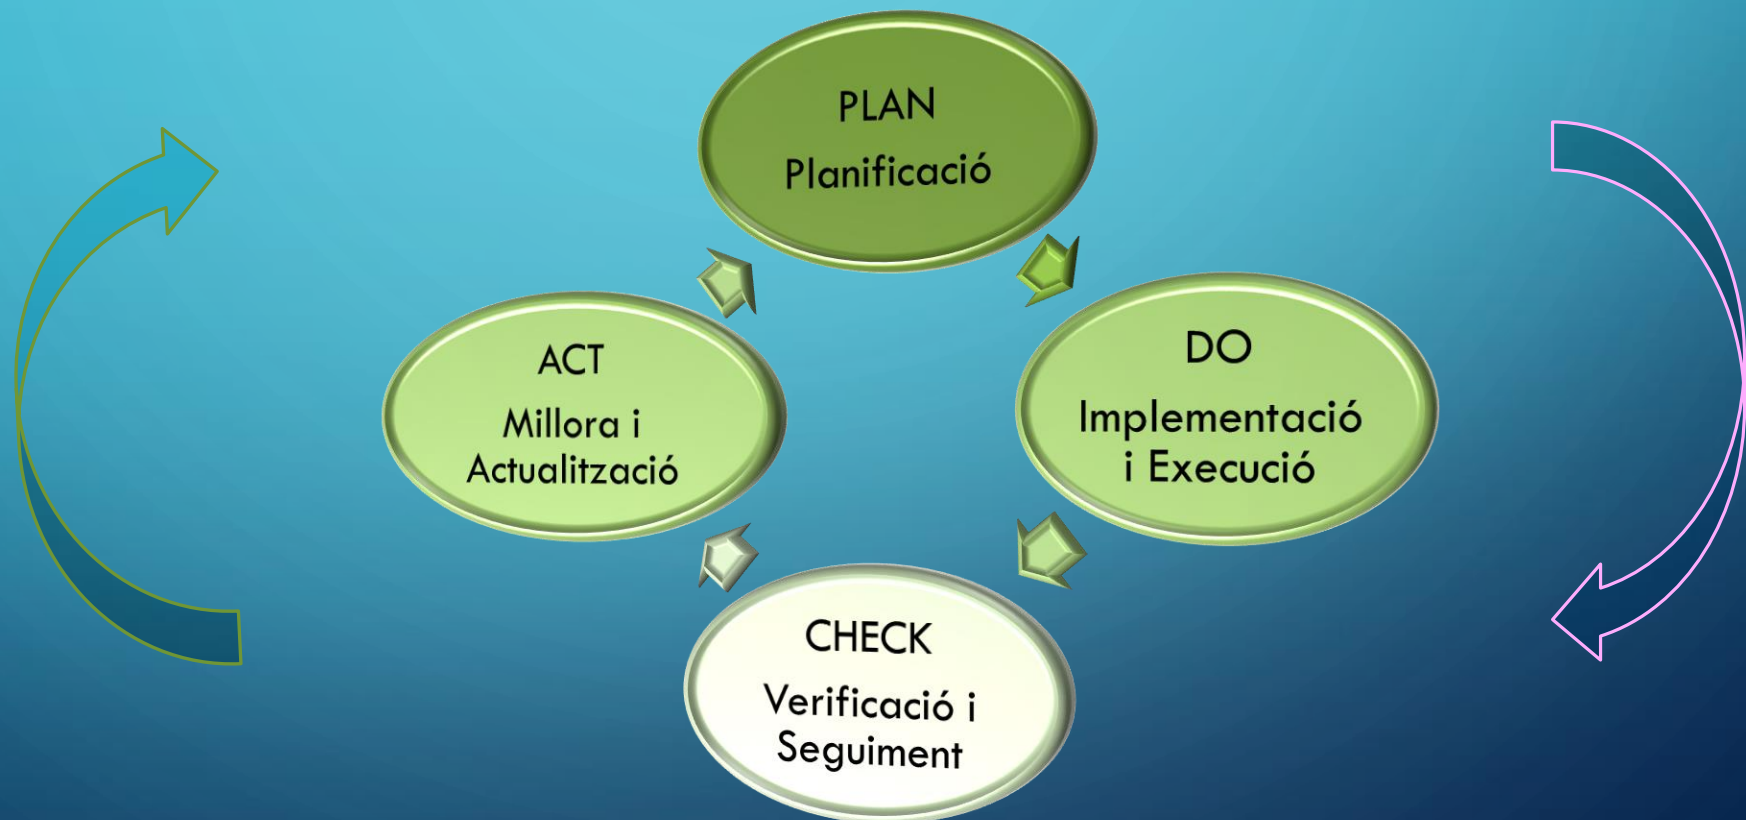 PLAN
Planificació
ACT
Millora i
Actualització
DO
Implementació
i Execució
CHECK
Verificació i
Seguiment